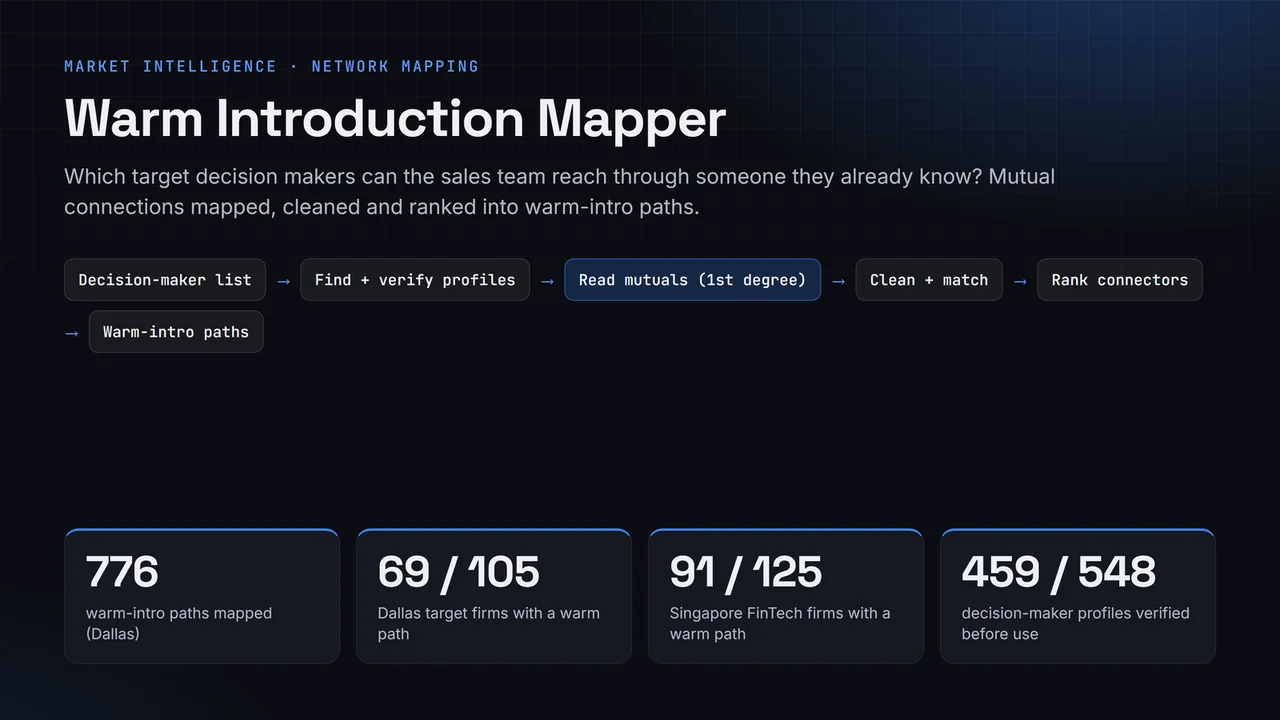 MARKET INTELLIGENCE · NETWORK MAPPING
Warm Introduction Mapper
Which target decision makers can the sales team reach through someone they already know? Mutual
connections mapped, cleaned and ranked into warm-intro paths.
Decision-maker list → Find + verify profiles → Read mutuals (1st degree) → Clean + match → Rank connectors
→ Warm-intro paths
776
warm-intro paths mapped
(Dallas)
69 / 105
Dallas target firms with a warm
path
91 / 125
Singapore FinTech firms with a
warm path
459 / 548
decision-maker profiles verified
before use